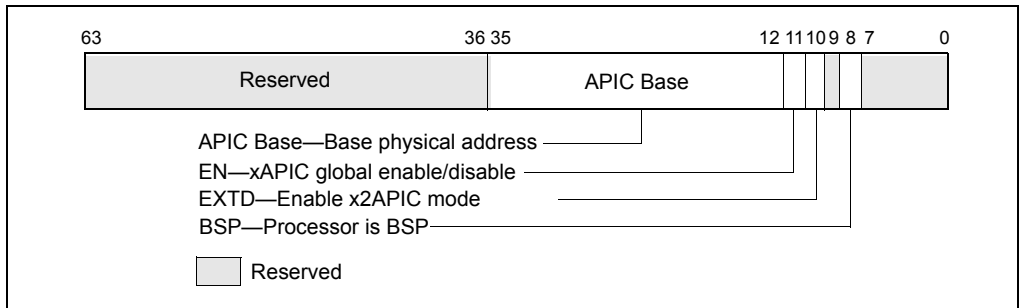 63 36 35 12 11 10 9 8 7 0
Reserved APIC Base
APIC Base—Base physical address
EN—xAPIC global enable/disable
EXTD—Enable x2APIC mode
BSP—Processor is BSP
Reserved